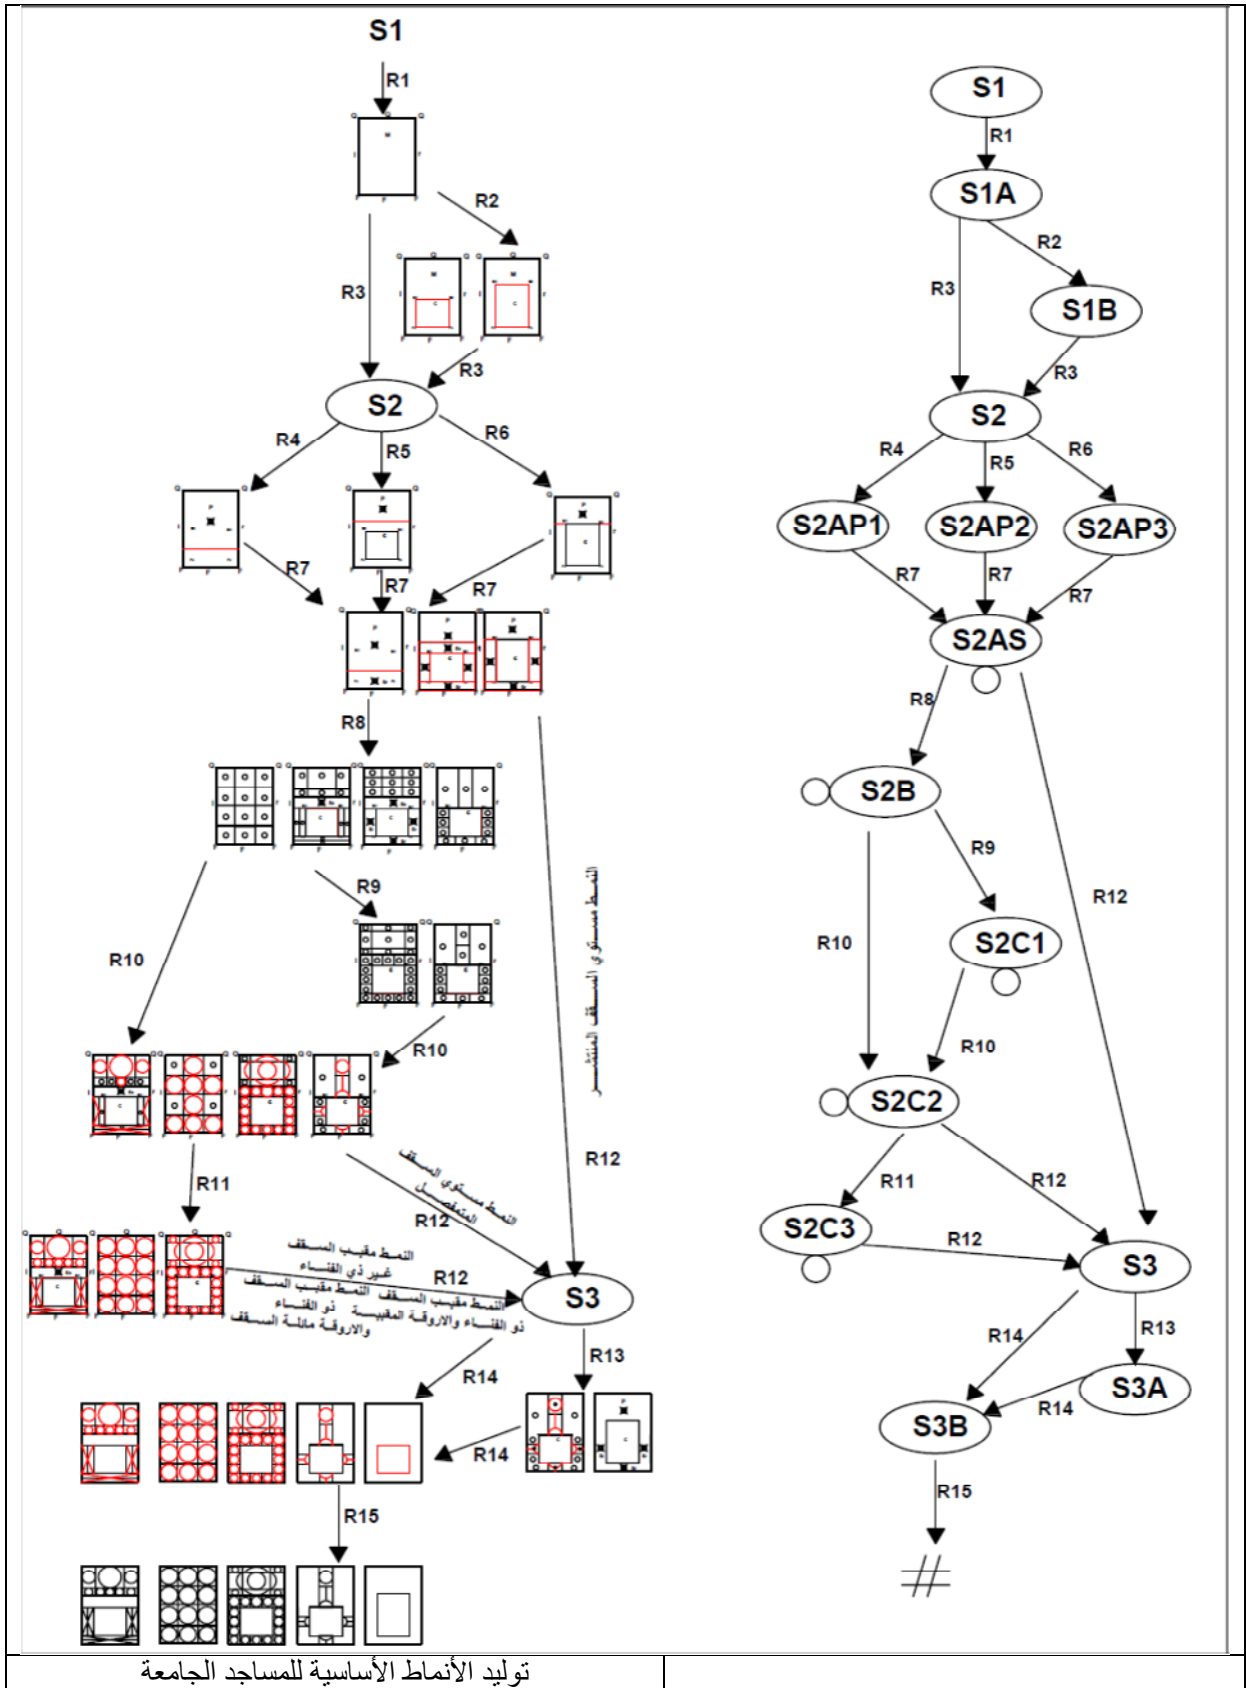 S1
R1
R2
R3
R3
S2
R4
R5
R6
R7
R7
R7
R8
R9
R10
R10
النمط مستوي السقف المنتشر
R12
R11
النمط مستوي السقف
المتمفصل
R12
النمط مقبب السقف
غير ذي الفناء
R12
النمط مقبب السقف
ذو الفناء والاروقة المقببة
النمط مقبب السقف
ذو الفناء
والاروقة مائلة السقف
S3
R13
R14
R14
R15
S1
R1
S1A
R2
R3
S1B
R3
S2
R4
R5
R6
S2AP1
S2AP2
S2AP3
R7
R7
R7
S2AS
R8
S2B
R9
R12
R10
S2C1
R10
S2C2
R11
R12
S2C3
R12
S3
R14
R13
S3A
R14
S3B
R15
توليد الأنماط الأساسية للمساجد الجامعة